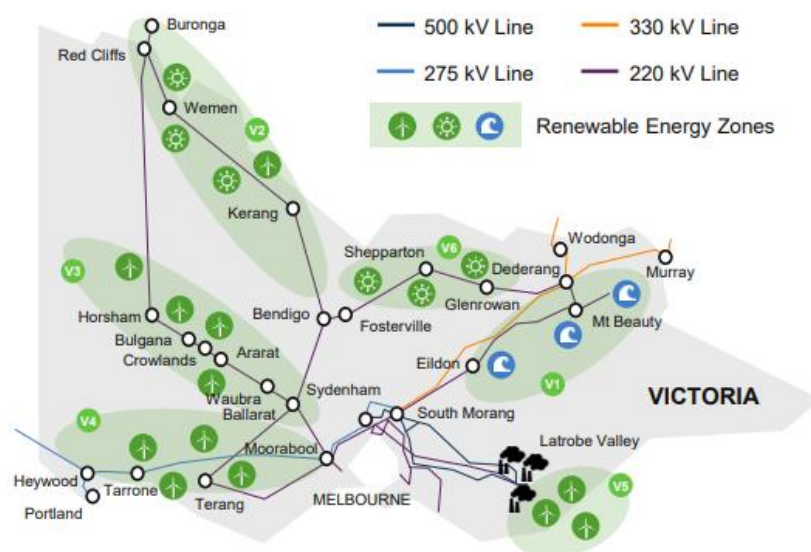 Buronga
Red Cliffs
500 kV Line
330 kV Line
275 kV Line
220 kV Line
Wemen
V2
Renewable Energy Zones
Kerang
Shepparton
V6
Wodonga
Dederang
Murray
V3
Horsham
Bendigo
Fosterville
Glenrowan
Mt Beauty
Bulgana
Crowlands
Ararat
Eildon
V1
Waubra
Ballarat
Sydenham
VICTORIA
V4
South Morang
Moorabool
Latrobe Valley
Heywood
Tarrone
Terang
MELBOURNE
V5
Portland